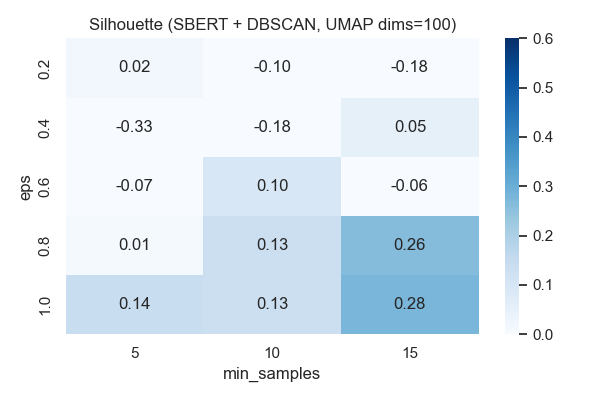 Silhouette (SBERT + DBSCAN, UMAP dims=100)
0.2 0.02 -0.10 -0.18
0.4 -0.33 -0.18 0.05
0.6 -0.07 0.10 -0.06
0.8 0.01 0.13 0.26
1.0 0.14 0.13 0.28
eps
5 10 15
min_samples
0.6
0.5
0.4
0.3
0.2
0.1
0.0